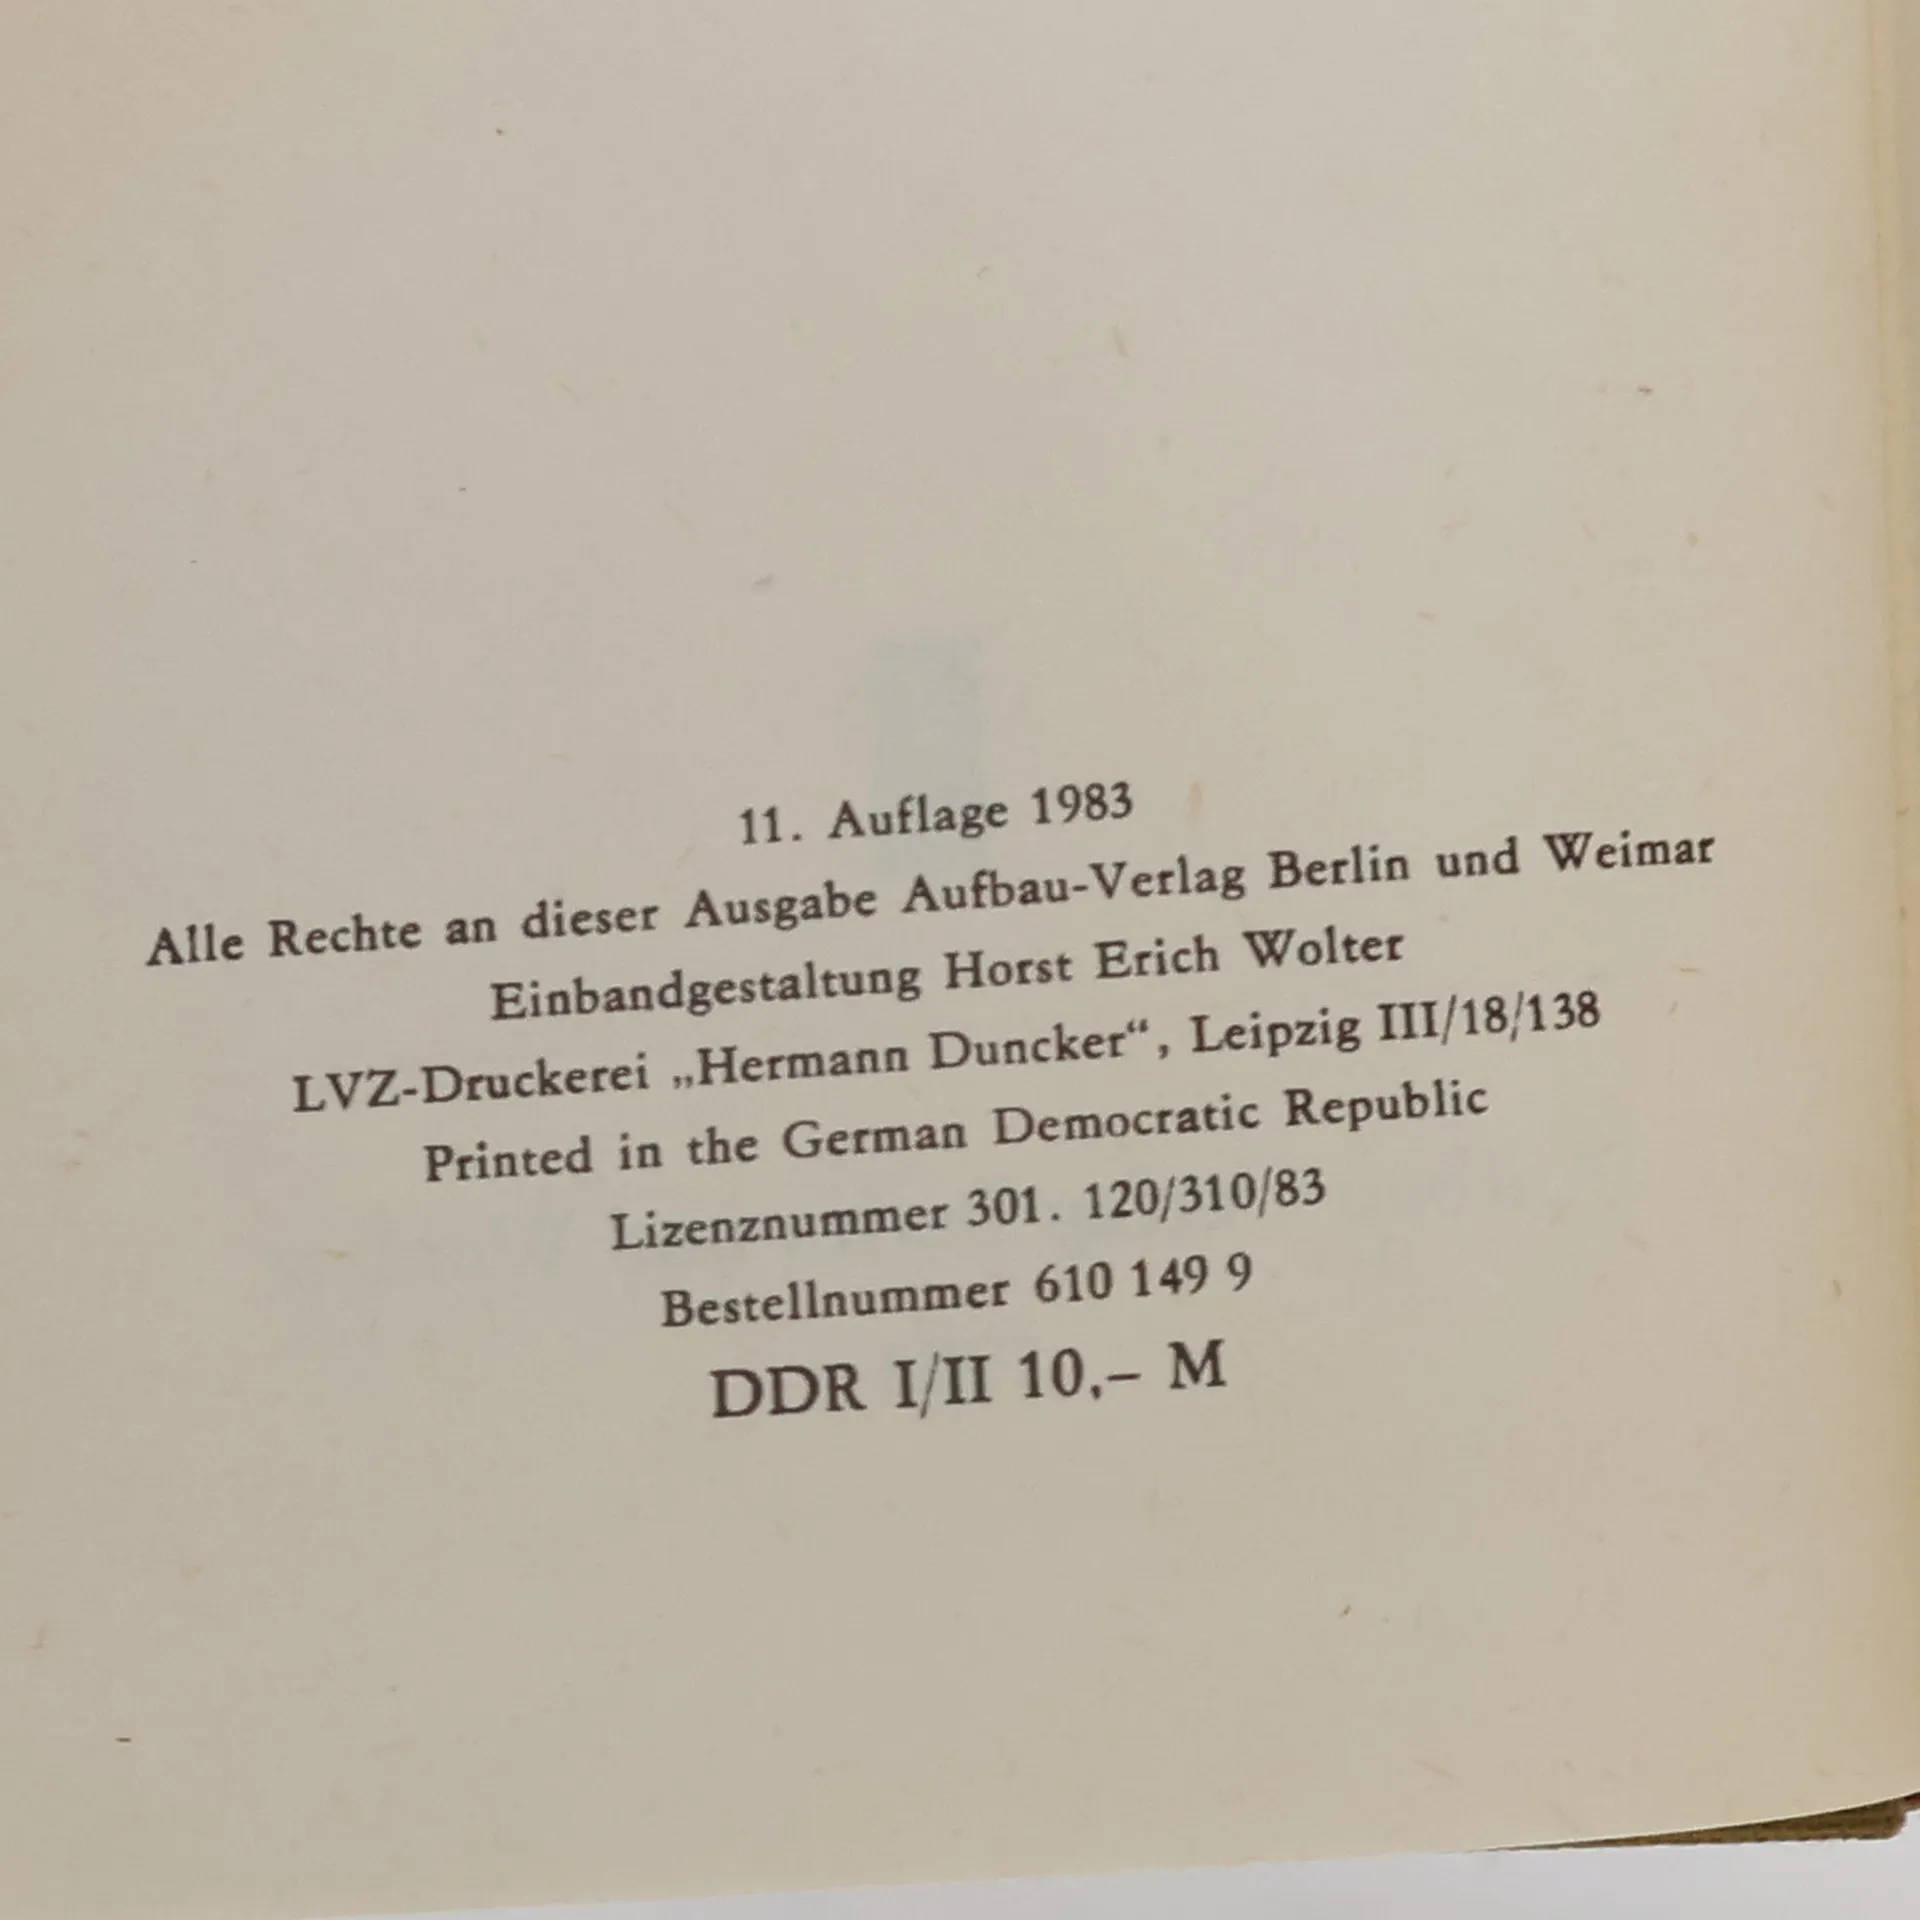 11. Auflage 1983
Alle Rechte an dieser Ausgabe Aufbau-Verlag Berlin und Weimar
Einbandgestaltung Horst Erich Wolter
LVZ-Druckerei „Hermann Duncker“, Leipzig III/18/138
Printed in the German Democratic Republic
Lizenznummer 301. 120/310/83
Bestellnummer 610 149 9
DDR I/II 10,– M